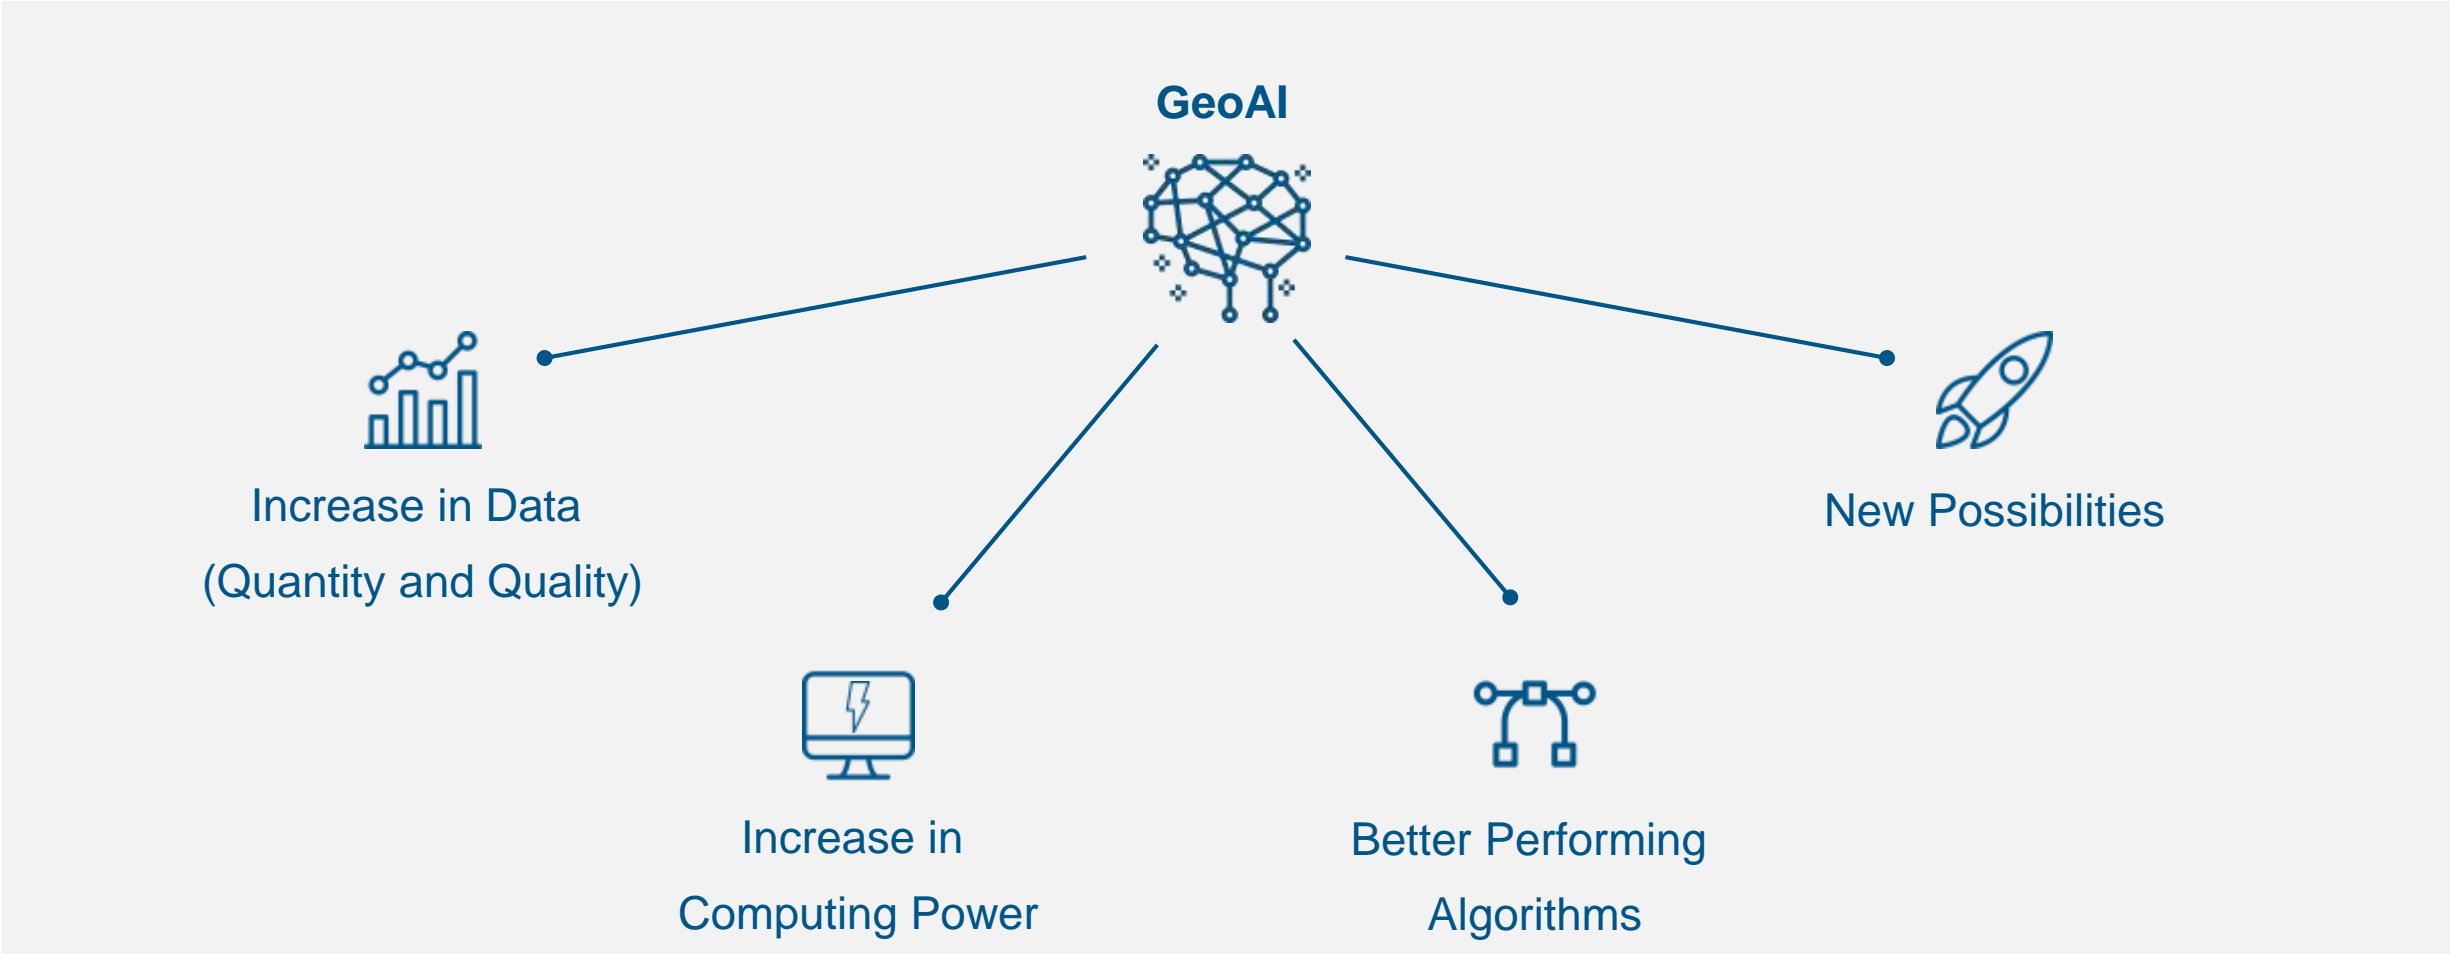 GeoAI
Increase in Data
(Quantity and Quality)
New Possibilities
Increase in
Computing Power
Better Performing
Algorithms